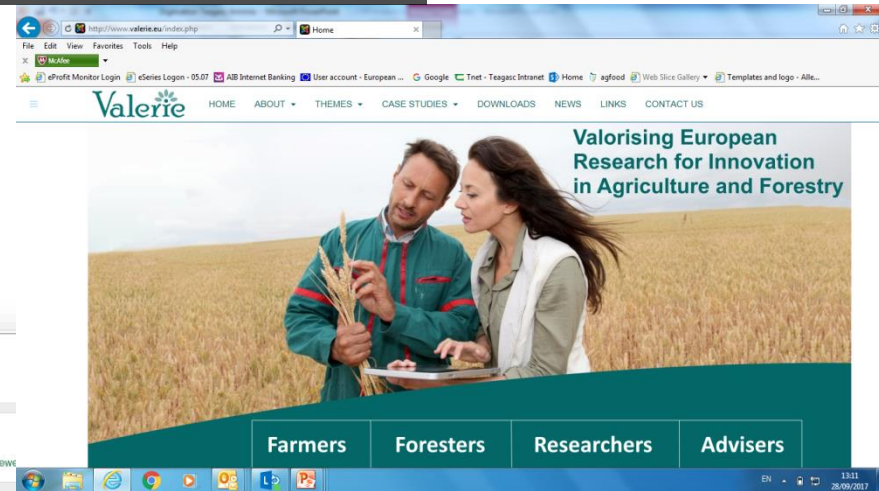 http://www.valerie.eu/index.php
Home
File Edit View Favorites Tools Help
X McAfee
eProfit Monitor Login eSeries Logon - 05.07 AIB Internet Banking User account - European ... Google Tnet - Teagasc Intranet Home agfood Web Slice Gallery Templates and logo - Alle...
Valerie HOME ABOUT THEMES CASE STUDIES DOWNLOADS NEWS LINKS CONTACT US
Valorising European
Research for Innovation
in Agriculture and Forestry
Farmers Foresters Researchers Advisers
EN 13:11
28/09/2017